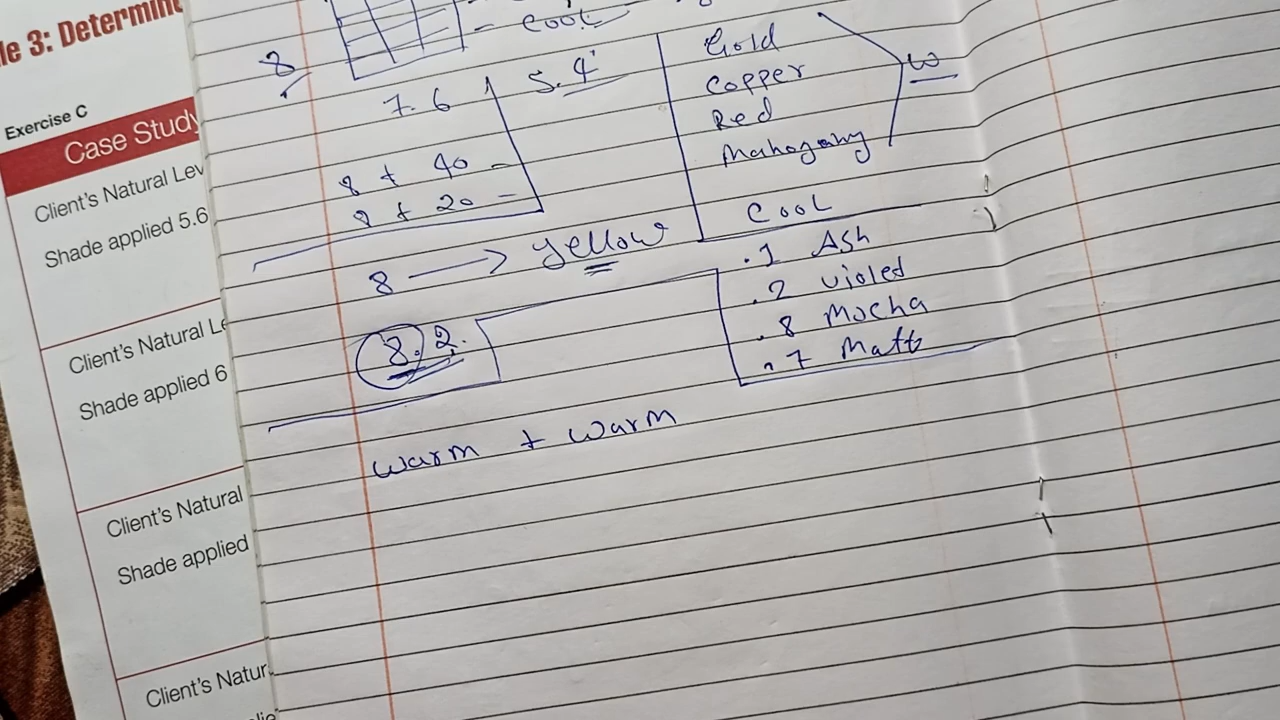 le 3: Determin
Exercise C
Case Study
Client's Natural Lev
Shade applied 5.6
Client's Natural Le
Shade applied 6
Client's Natural
Shade applied
Client's Natur
- Cool
8
7.6
5.4
8 + 40 -
8 + 20 -
8 → yellow
8.2.
Warm + Warm
Gold
Copper
Red
Mahogany
W
Cool
.1 Ash
.2 violed
.8 Mocha
.7 Matt